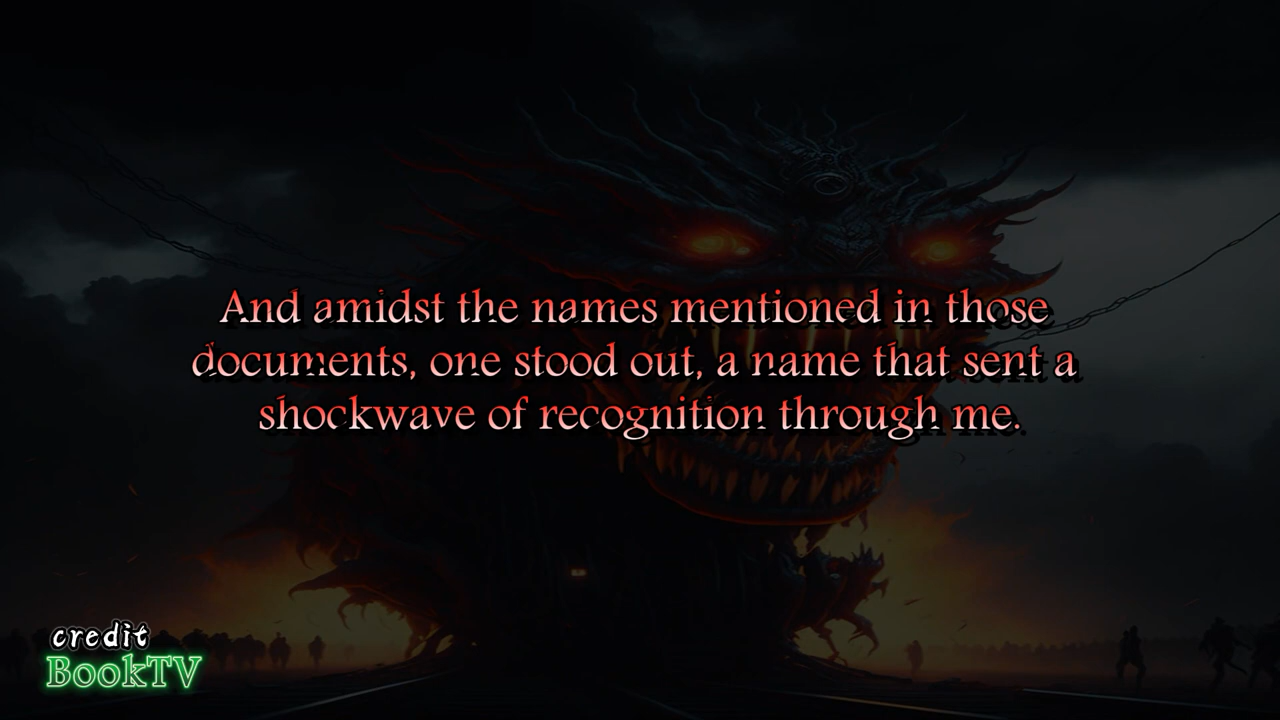 And amidst the names mentioned in those
documents, one stood out, a name that sent a
shockwave of recognition through me.
credit
BookTV